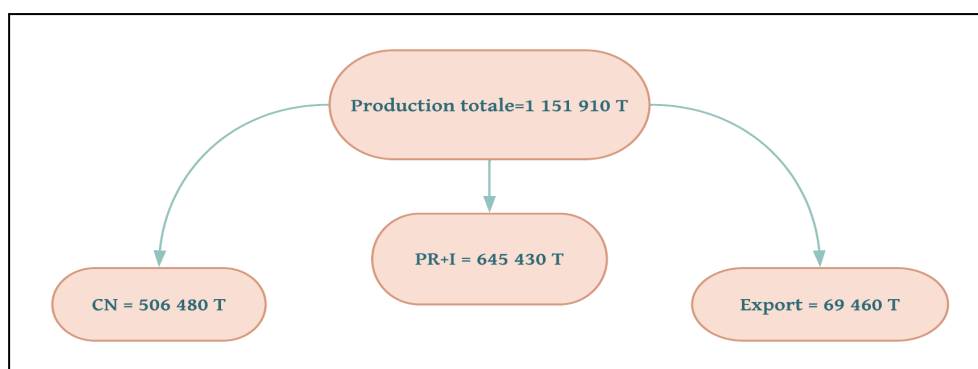 Production totale=1 151 910 T
PR+I = 645 430 T
CN = 506 480 T
Export = 69 460 T